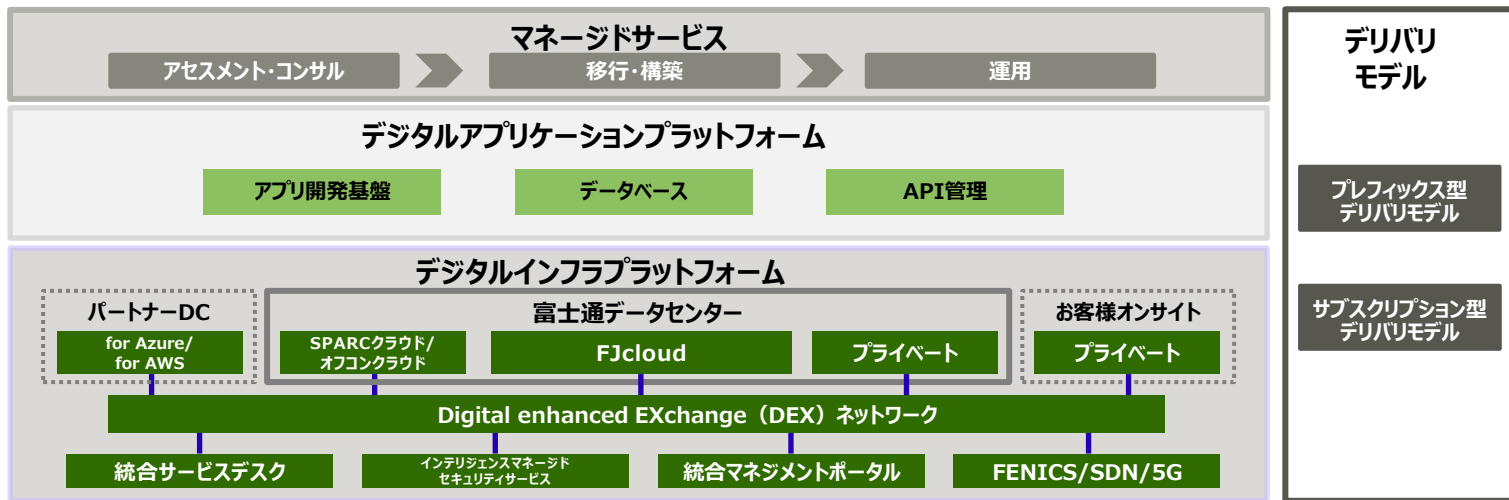 マネージドサービス
アセスメント・コンサル
移行・構築
運用
デジタルアプリケーションプラットフォーム
アプリ開発基盤
データベース
API管理
デジタルインフラプラットフォーム
パートナーDC
for Azure/
for AWS
富士通データセンター
SPARCクラウド/
オフコンクラウド
FJcloud
プライベート
お客様オンサイト
プライベート
Digital enhanced EXchange（DEX）ネットワーク
統合サービスデスク
インテリジェンスマネージド
セキュリティサービス
統合マネジメントポータル
FENICS/SDN/5G
デリバリ
モデル
プレフィックス型
デリバリモデル
サブスクリプション型
デリバリモデル